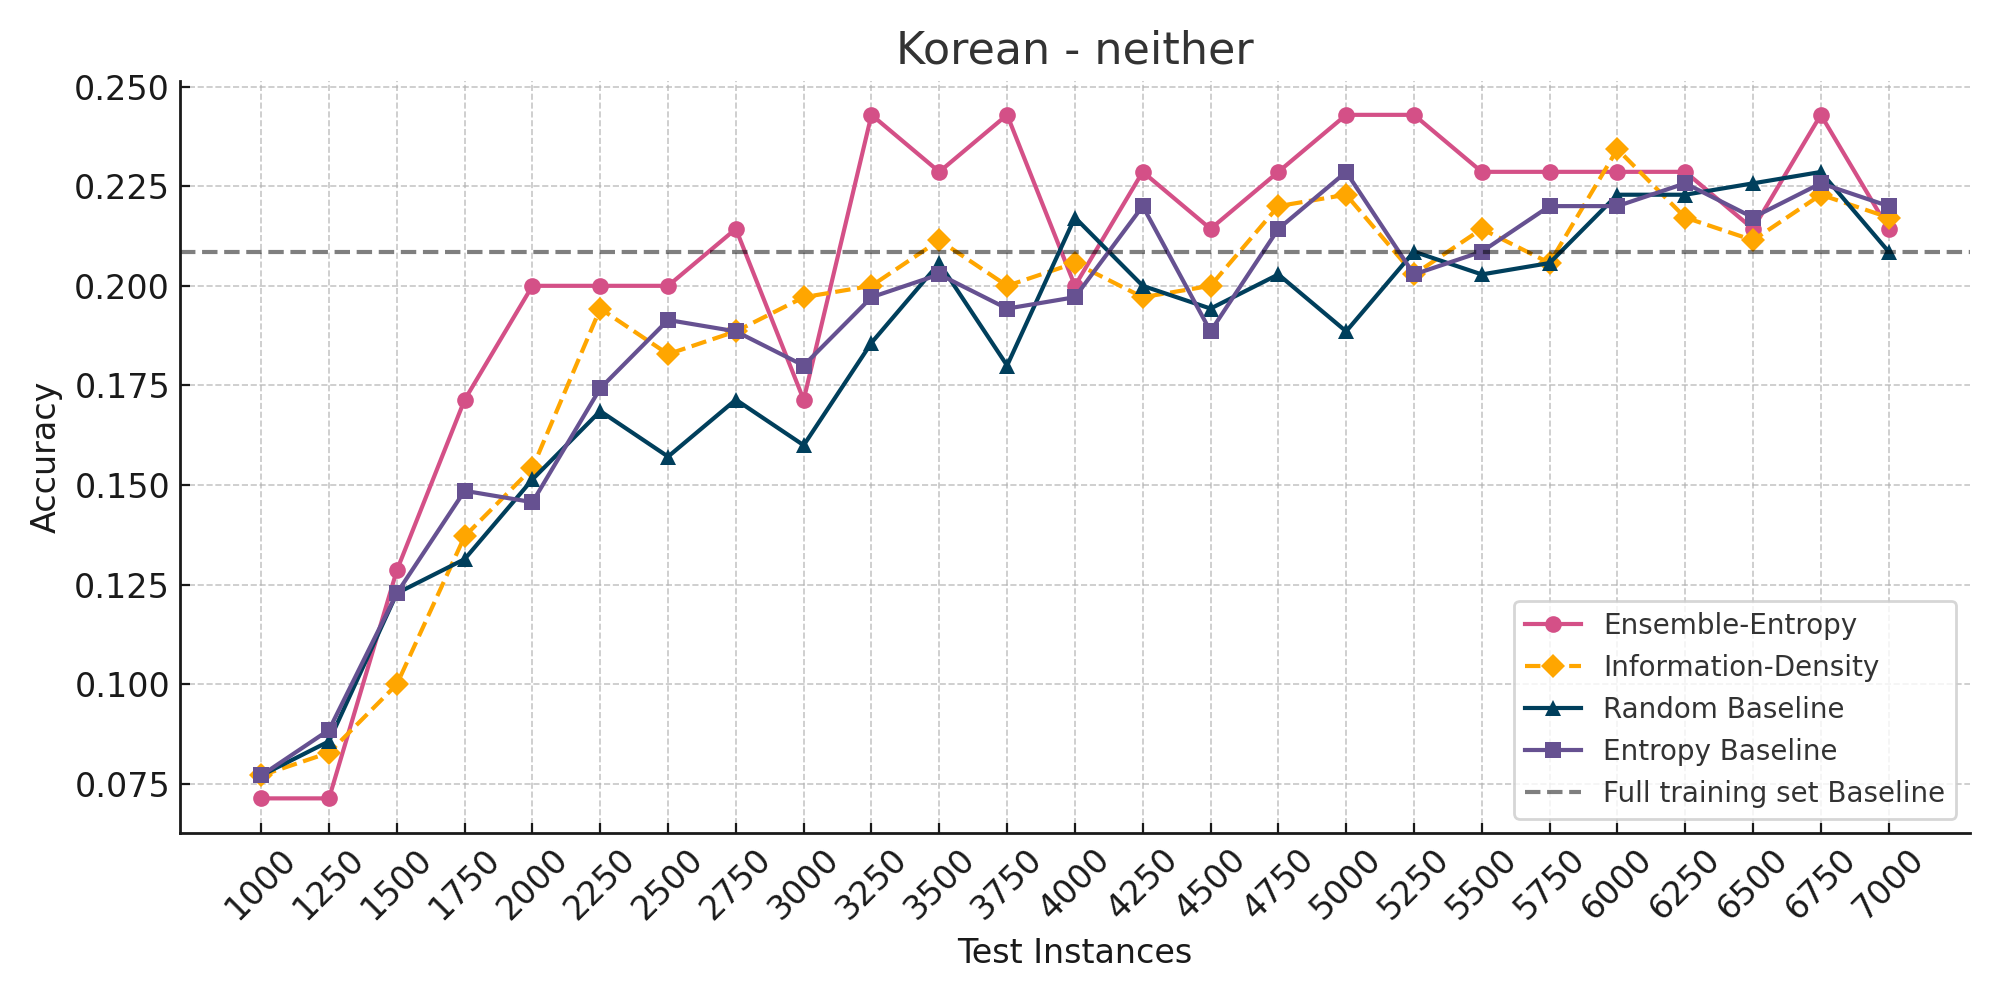 Korean - neither
0.250
0.225
0.200
0.175
0.150
0.125
0.100
0.075
Accuracy
Ensemble-Entropy
Information-Density
Random Baseline
Entropy Baseline
Full training set Baseline
1000 1250 1500 1750 2000 2250 2500 2750 3000 3250 3500 3750 4000 4250 4500 4750 5000 5250 5500 5750 6000 6250 6500 6750 7000
Test Instances